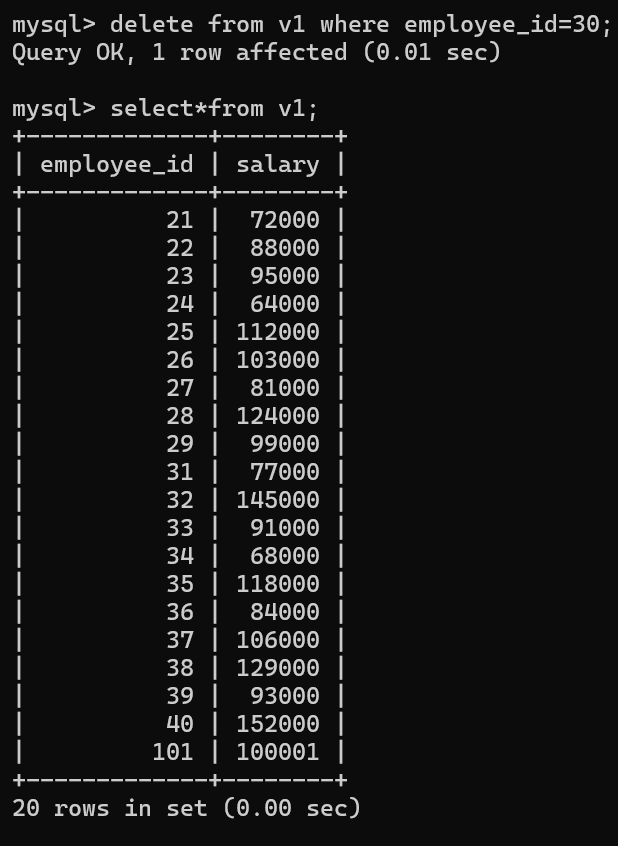 mysql> delete from v1 where employee_id=30;
Query OK, 1 row affected (0.01 sec)

mysql> select*from v1;
+-------------+--------+
| employee_id | salary |
+-------------+--------+
|          21 |  72000 |
|          22 |  88000 |
|          23 |  95000 |
|          24 |  64000 |
|          25 | 112000 |
|          26 | 103000 |
|          27 |  81000 |
|          28 | 124000 |
|          29 |  99000 |
|          31 |  77000 |
|          32 | 145000 |
|          33 |  91000 |
|          34 |  68000 |
|          35 | 118000 |
|          36 |  84000 |
|          37 | 106000 |
|          38 | 129000 |
|          39 |  93000 |
|          40 | 152000 |
|         101 | 100001 |
+-------------+--------+
20 rows in set (0.00 sec)